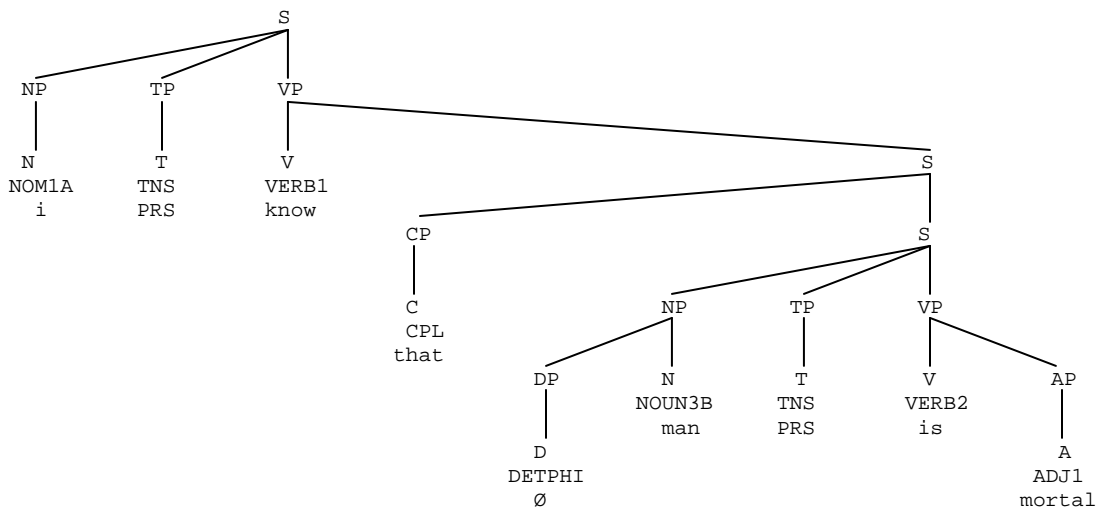 S
NP TP VP
N T V S
NOM1A TNS VERB1
i PRS know
CP S
C NP TP VP
CPL
that
DP N T V AP
NOUN3B TNS VERB2
man PRS is
D A
DETPHI ADJ1
Ø mortal